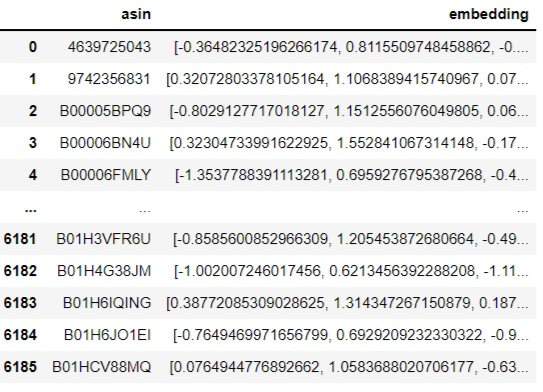 asin embedding
0 4639725043 [-0.36482325196266174, 0.8115509748458862, -0....
1 9742356831 [0.32072803378105164, 1.1068389415740967, 0.07...
2 B00005BPQ9 [-0.8029127717018127, 1.1512556076049805, 0.06...
3 B00006BN4U [0.32304733991622925, 1.552841067314148, -0.17...
4 B00006FMLY [-1.3537788391113281, 0.6959276795387268, -0.4...
... ... ...
6181 B01H3VFR6U [-0.8585600852966309, 1.205453872680664, -0.49...
6182 B01H4G38JM [-1.002007246017456, 0.6213456392288208, -1.11...
6183 B01H6IQING [0.38772085309028625, 1.314347267150879, 0.187...
6184 B01H6JO1EI [-0.7649469971656799, 0.6929209232330322, -0.9...
6185 B01HCV88MQ [0.0764944776892662, 1.0583688020706177, -0.63...